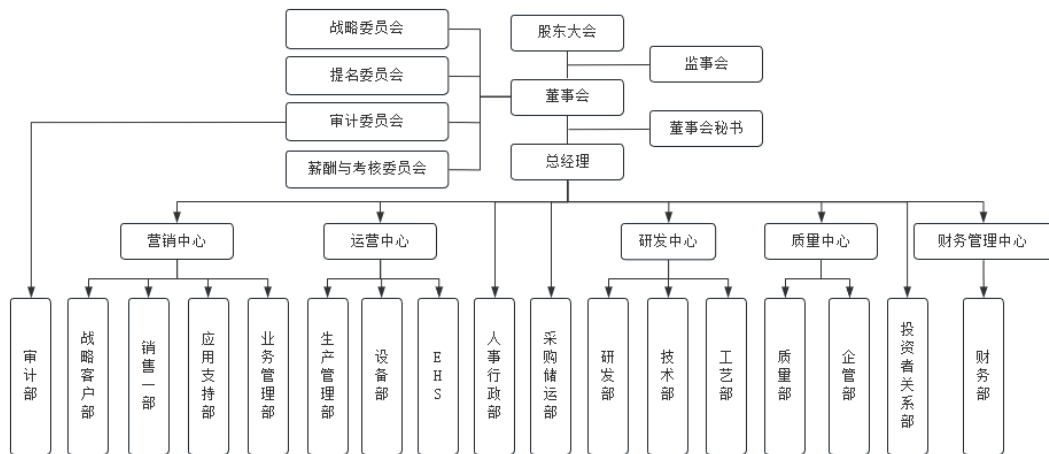 战略委员会
股东大会
提名委员会
监事会
董事会
审计委员会
董事会秘书
薪酬与考核委员会
总经理
营销中心
运营中心
研发中心
质量中心
财务管理中心
审计部
战略客户部
销售一部
应用支持部
业务管理部
生产管理部
设备部
EHS
人事行政部
采购储运部
研发部
技术部
工艺部
质量部
企管部
投资者关系部
财务部